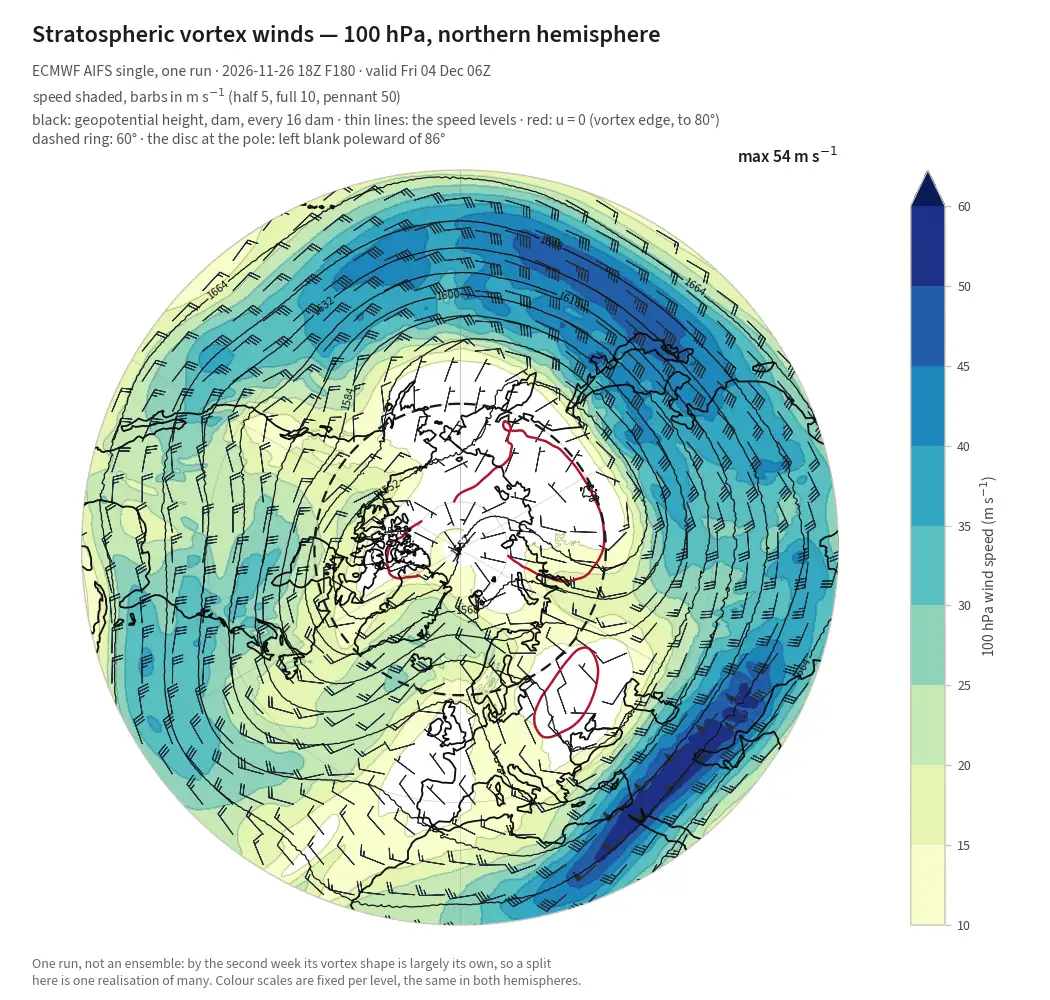 Stratospheric vortex winds — 100 hPa, northern hemisphere
ECMWF AIFS single, one run · 2026-11-26 18Z F180 · valid Fri 04 Dec 06Z
speed shaded, barbs in m s⁻¹ (half 5, full 10, pennant 50)
black: geopotential height, dam, every 16 dam · thin lines: the speed levels · red: u = 0 (vortex edge, to 80°)
dashed ring: 60° · the disc at the pole: left blank poleward of 86°
max 54 m s⁻¹
1664
1632
1600
1616
1664
1584
60
50
45
40
35
30
25
20
15
10
100 hPa wind speed (m s⁻¹)
One run, not an ensemble: by the second week its vortex shape is largely its own, so a split
here is one realisation of many. Colour scales are fixed per level, the same in both hemispheres.